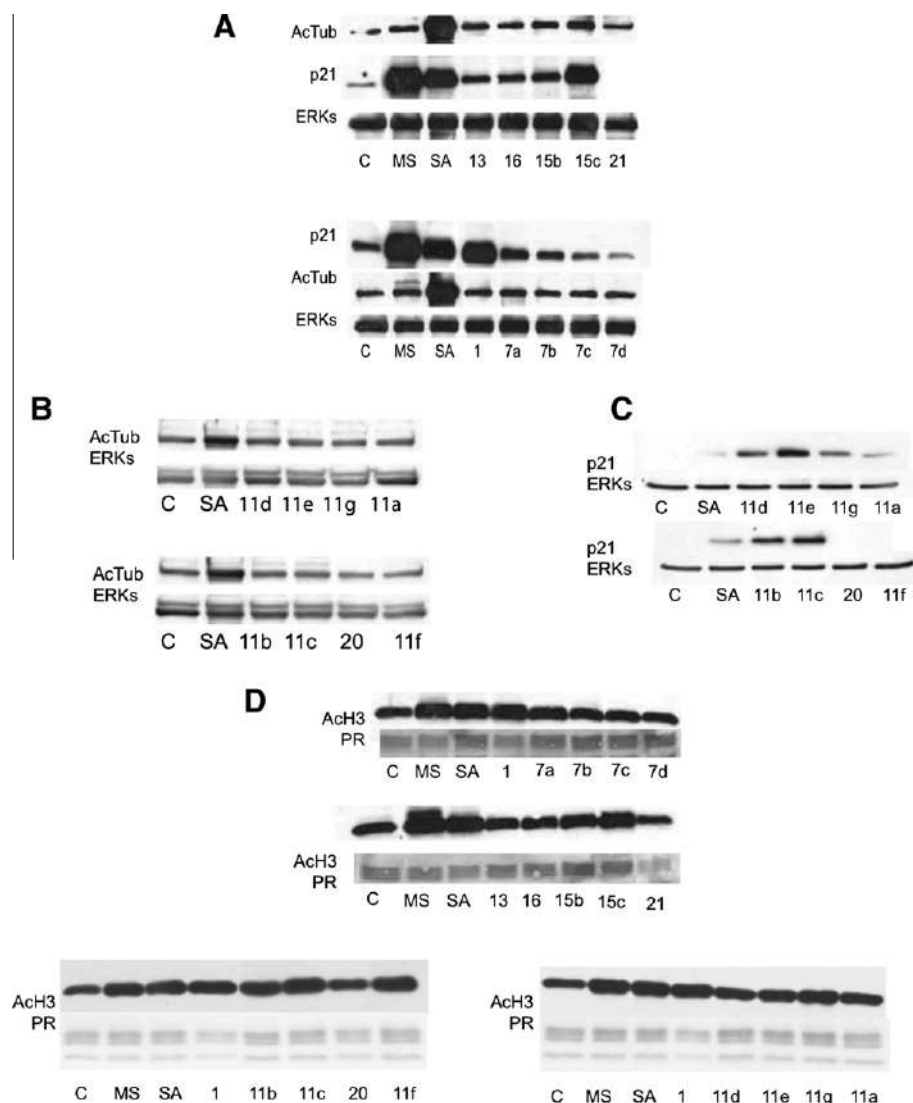 A
AcTub
p21
ERKs
C MS SA 13 16 15b 15c 21
p21
AcTub
ERKs
C MS SA 1 7a 7b 7c 7d
B
AcTub
ERKs
C SA 11d 11e 11g 11a
AcTub
ERKs
C SA 11b 11c 20 11f
C
p21
ERKs
C SA 11d 11e 11g 11a
p21
ERKs
C SA 11b 11c 20 11f
D
AcH3
PR
C MS SA 1 7a 7b 7c 7d
AcH3
PR
C MS SA 13 16 15b 15c 21
AcH3
PR
C MS SA 1 11b 11c 20 11f
AcH3
PR
C MS SA 1 11d 11e 11g 11a